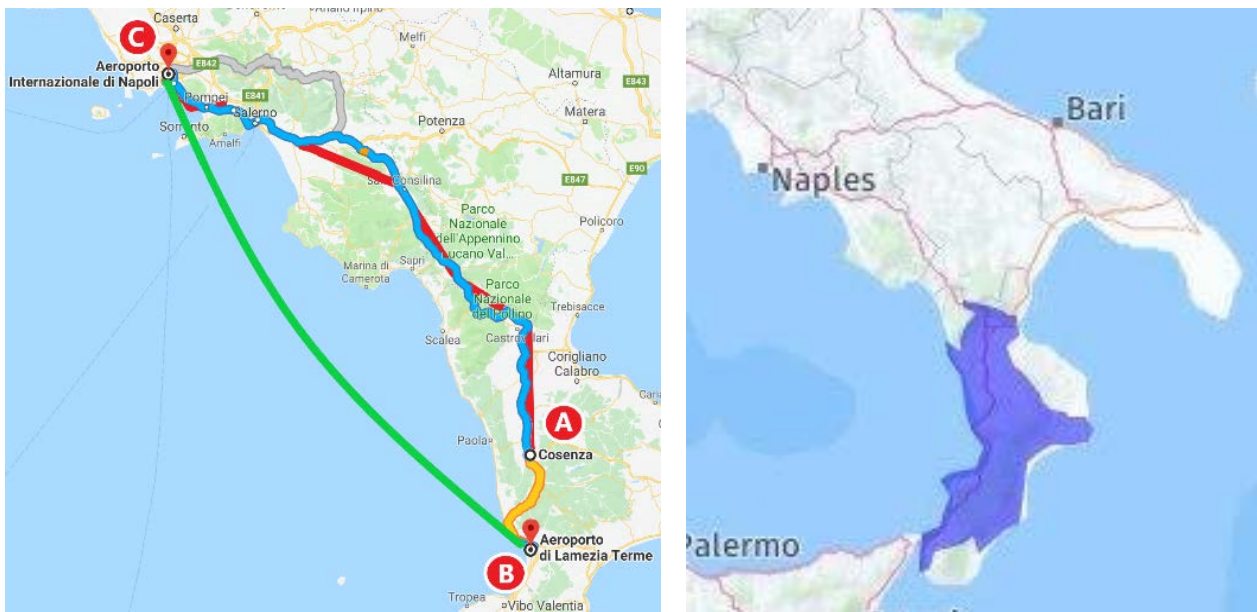 Caserta
Melfi
C
Aeroporto
Internazionale di Napoli
E842
Altamura
E843
Pompei
E841
Salerno
Matera
Sorrento
Potenza
Amalfi
E90
E847
Consilina
Parco
Nazionale
dell'Appennino
Lucano Val...
Policoro
Marina di
Camerota
Sapri
Parco
Nazionale
del Pollino
Trebisacce
Scalea
Castrovillari
Corigliano
Calabro
Cari
A
Paola
Cosenza
Aeroporto
di Lamezia Terme
B
Tropea
Vibo Valentia
Bari
Naples
Palermo